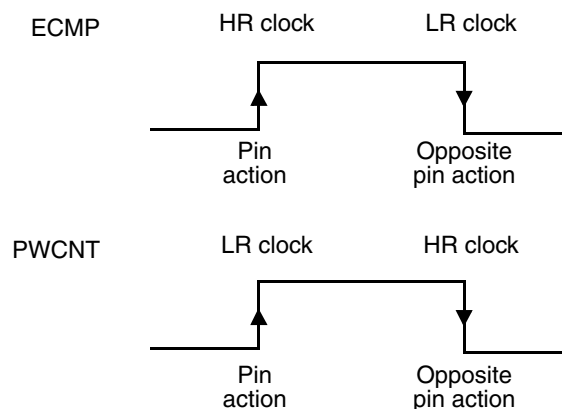 ECMP HR clock LR clock
Pin Opposite
action pin action
PWCNT LR clock HR clock
Pin Opposite
action pin action